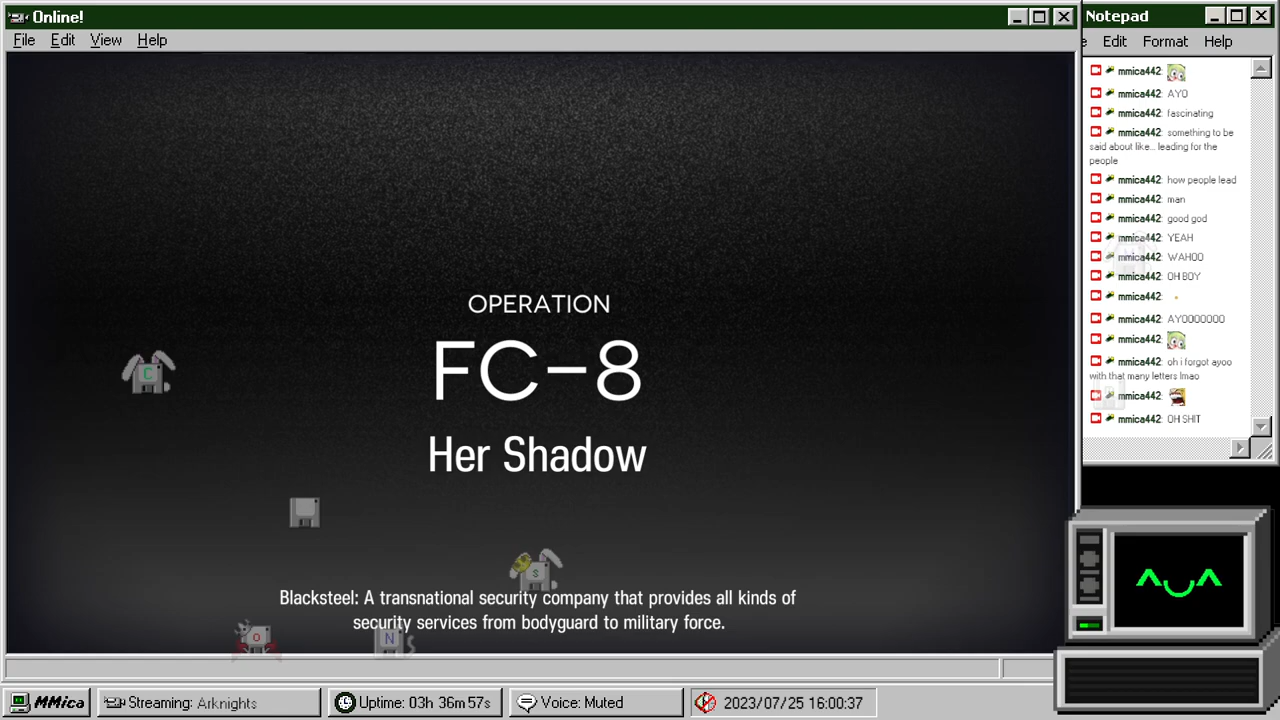 Online!
File Edit View Help
OPERATION
FC-8
Her Shadow
C
S
O
N
Blacksteel: A transnational security company that provides all kinds of
security services from bodyguard to military force.
Notepad
Edit Format Help
mmica442:
mmica442: AYO
mmica442: fascinating
mmica442: something to be
said about like... leading for the
people
mmica442: how people lead
mmica442: man
mmica442: good god
mmica442: YEAH
mmica442: WAHOO
mmica442: OH BOY
mmica442:
mmica442: AYOOOOOOO
mmica442:
mmica442: oh i forgot ayoo
with that many letters lmao
mmica442:
mmica442: OH SHIT
MMica
Streaming: Arknights
Uptime: 03h 36m 57s
Voice: Muted
2023/07/25 16:00:37